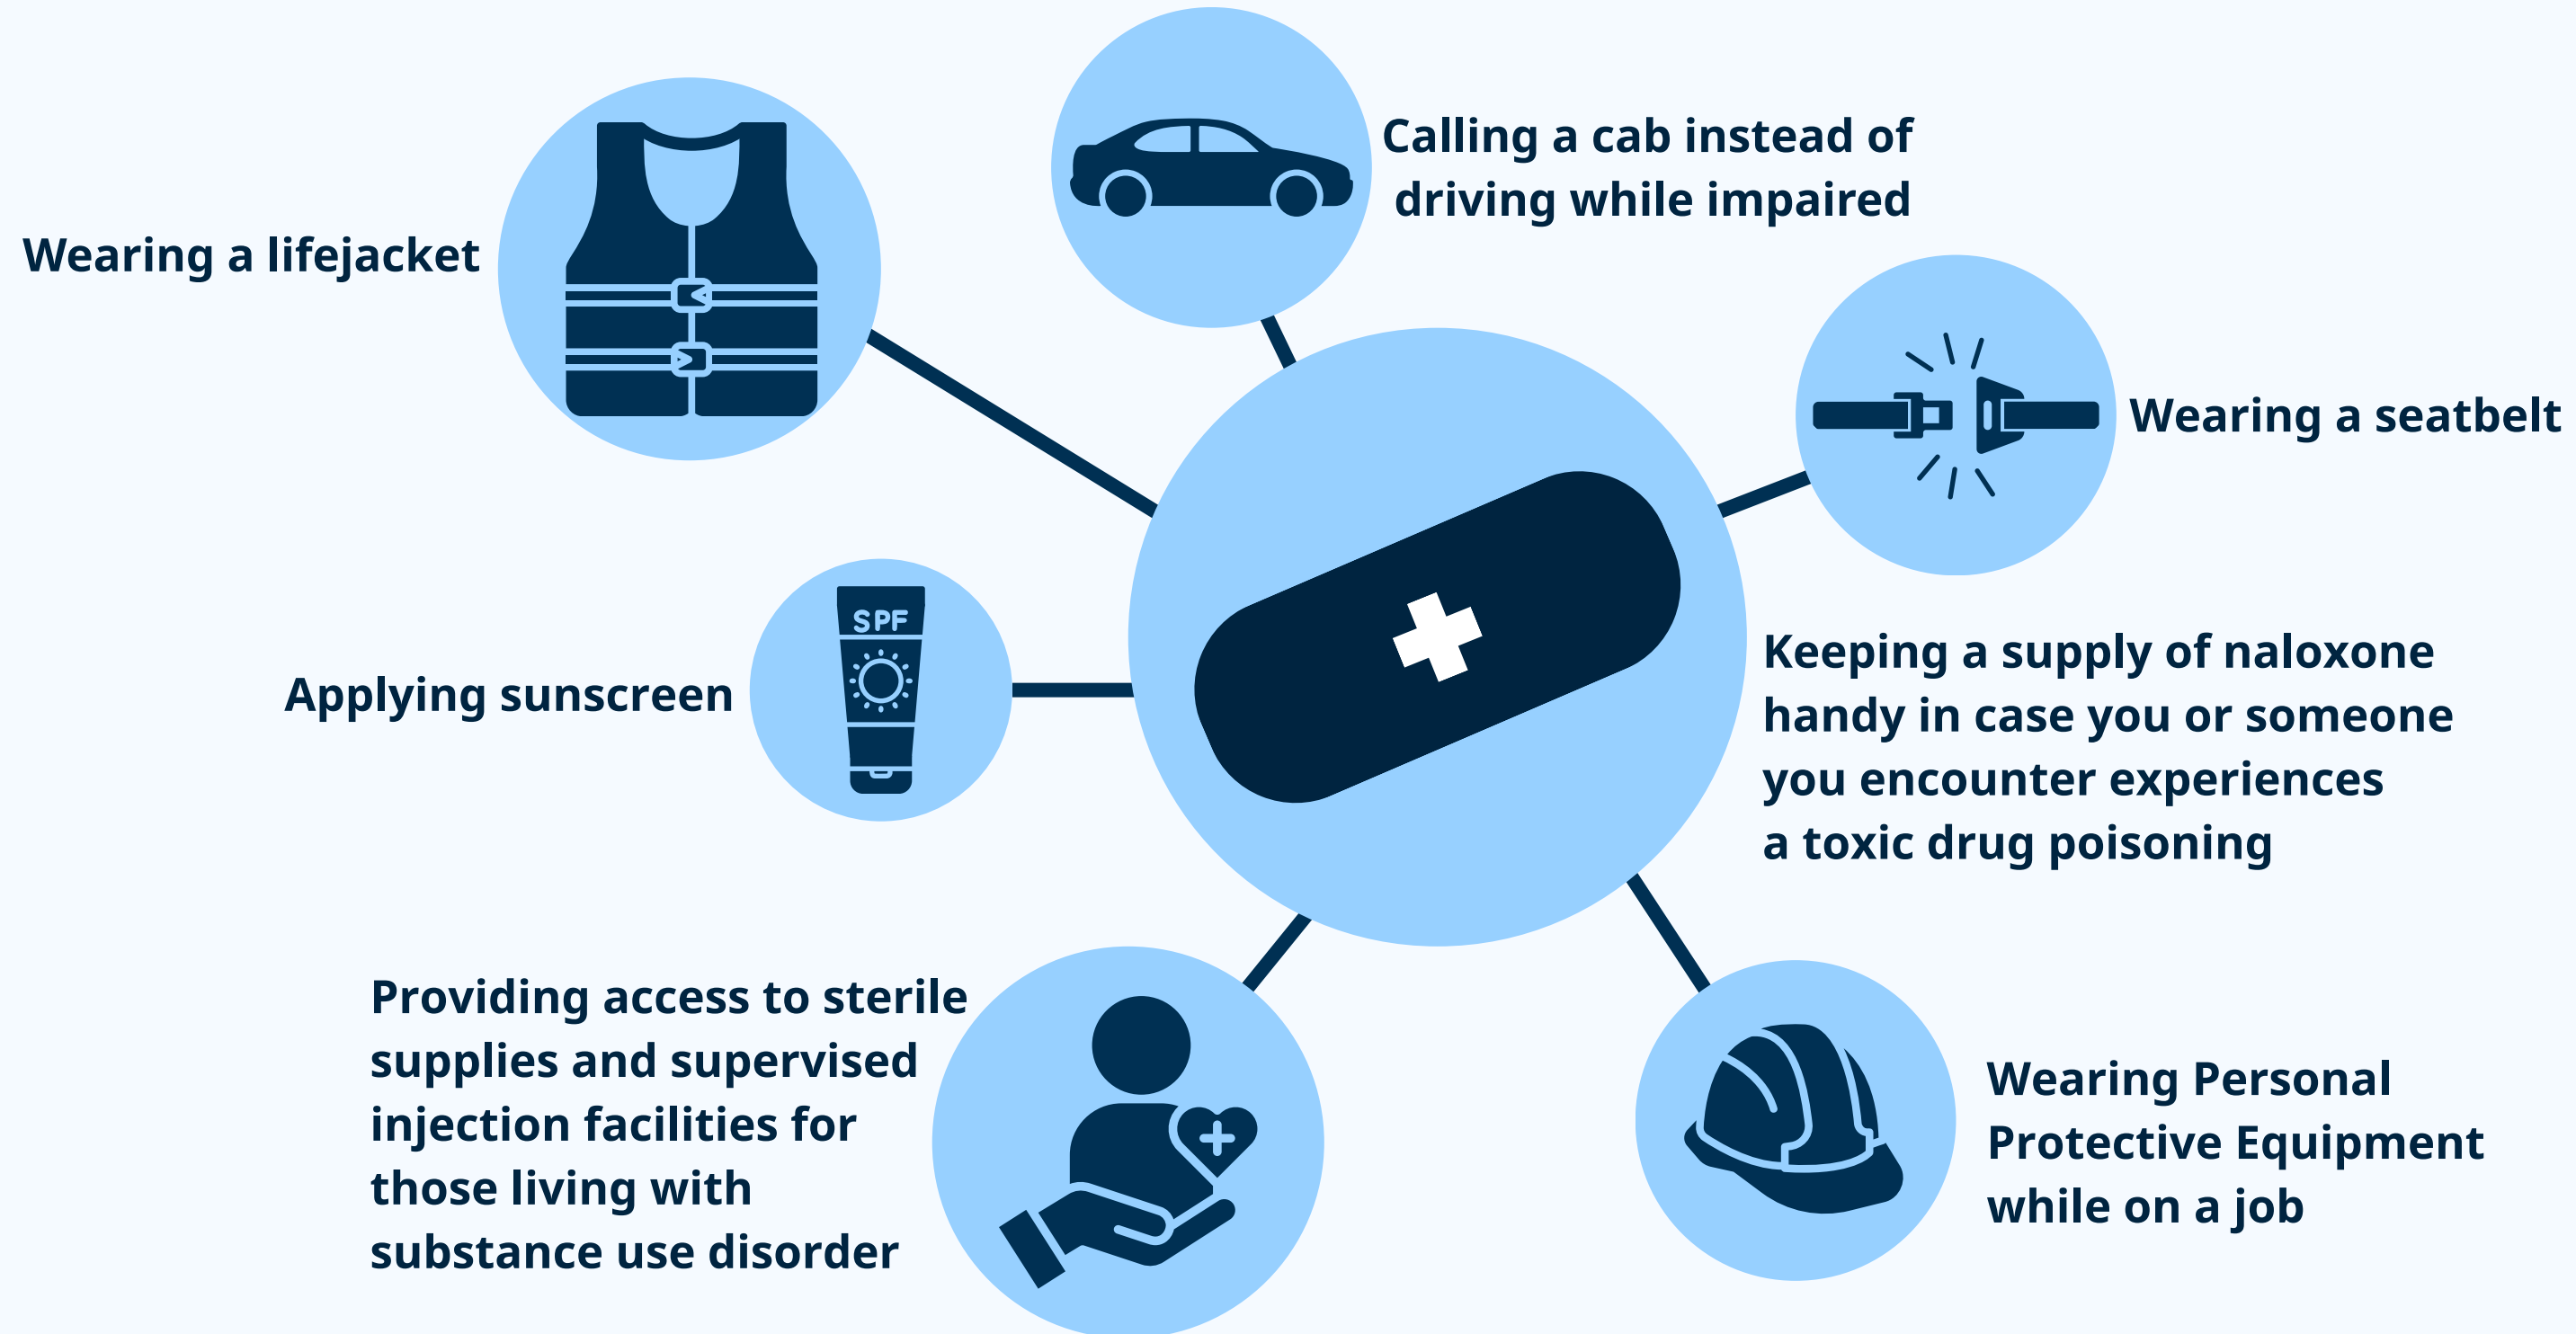 Calling a cab instead of
driving while impaired
Wearing a lifejacket
Wearing a seatbelt
SPF
Applying sunscreen
Keeping a supply of naloxone
handy in case you or someone
you encounter experiences
a toxic drug poisoning
Providing access to sterile
supplies and supervised
injection facilities for
those living with
substance use disorder
Wearing Personal
Protective Equipment
while on a job